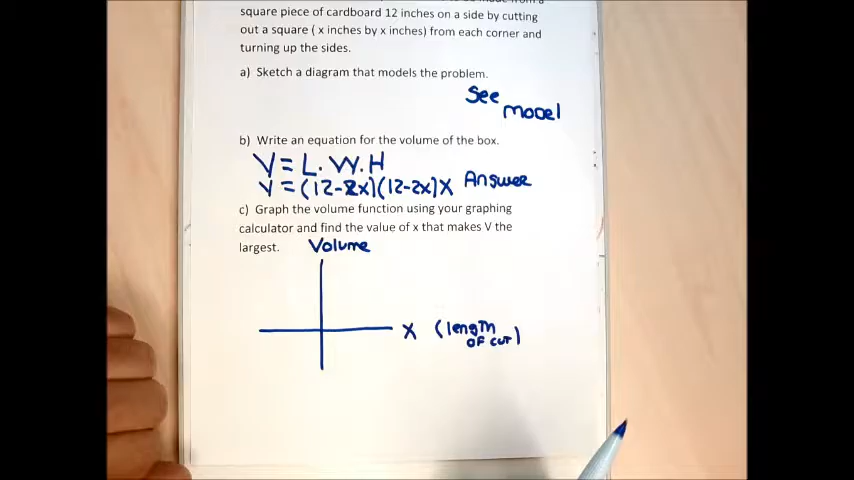 square piece of cardboard 12 inches on a side by cutting
out a square ( x inches by x inches) from each corner and
turning up the sides.
a) Sketch a diagram that models the problem.
See
model
b) Write an equation for the volume of the box.
V = L. W. H
V = (12-2x)(12-2x)X Answer
c) Graph the volume function using your graphing
calculator and find the value of x that makes V the
largest. Volume
X (length
OF cut)